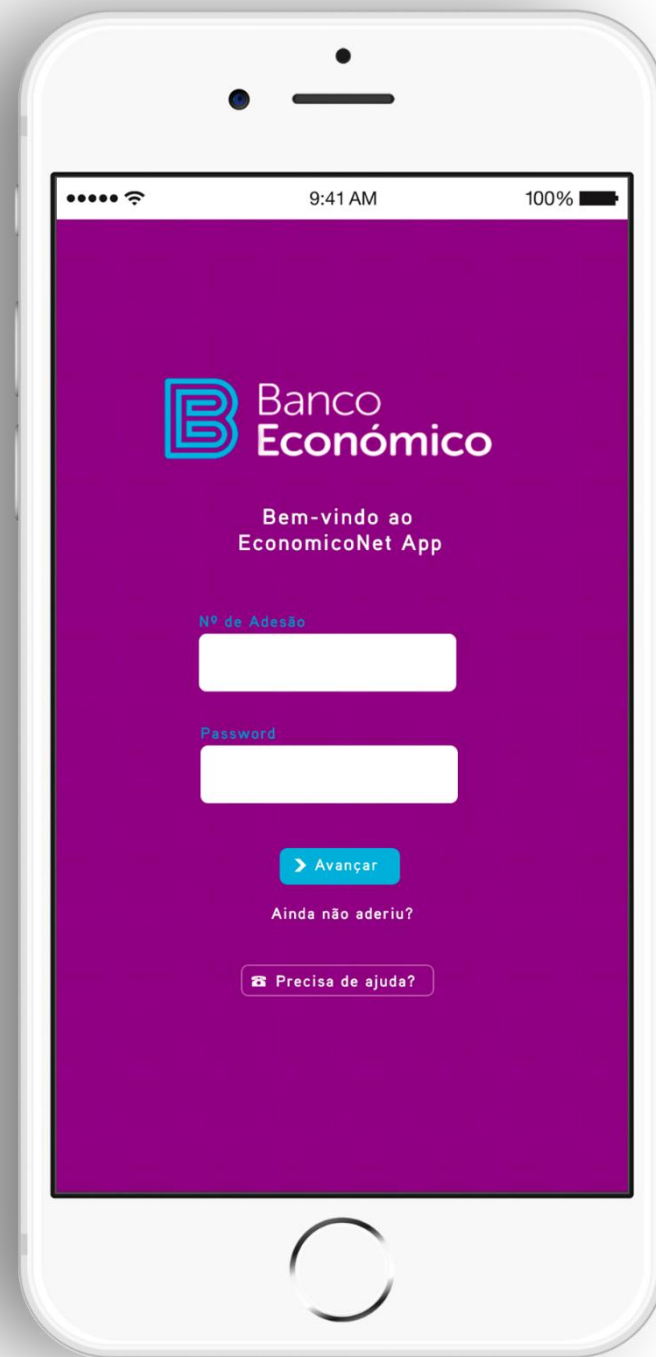 9:41 AM
100%
Banco
Económico
Bem-vindo ao
EconomicoNet App
Nº de Adesão
Password
Avançar
Ainda não aderiu?
Precisa de ajuda?